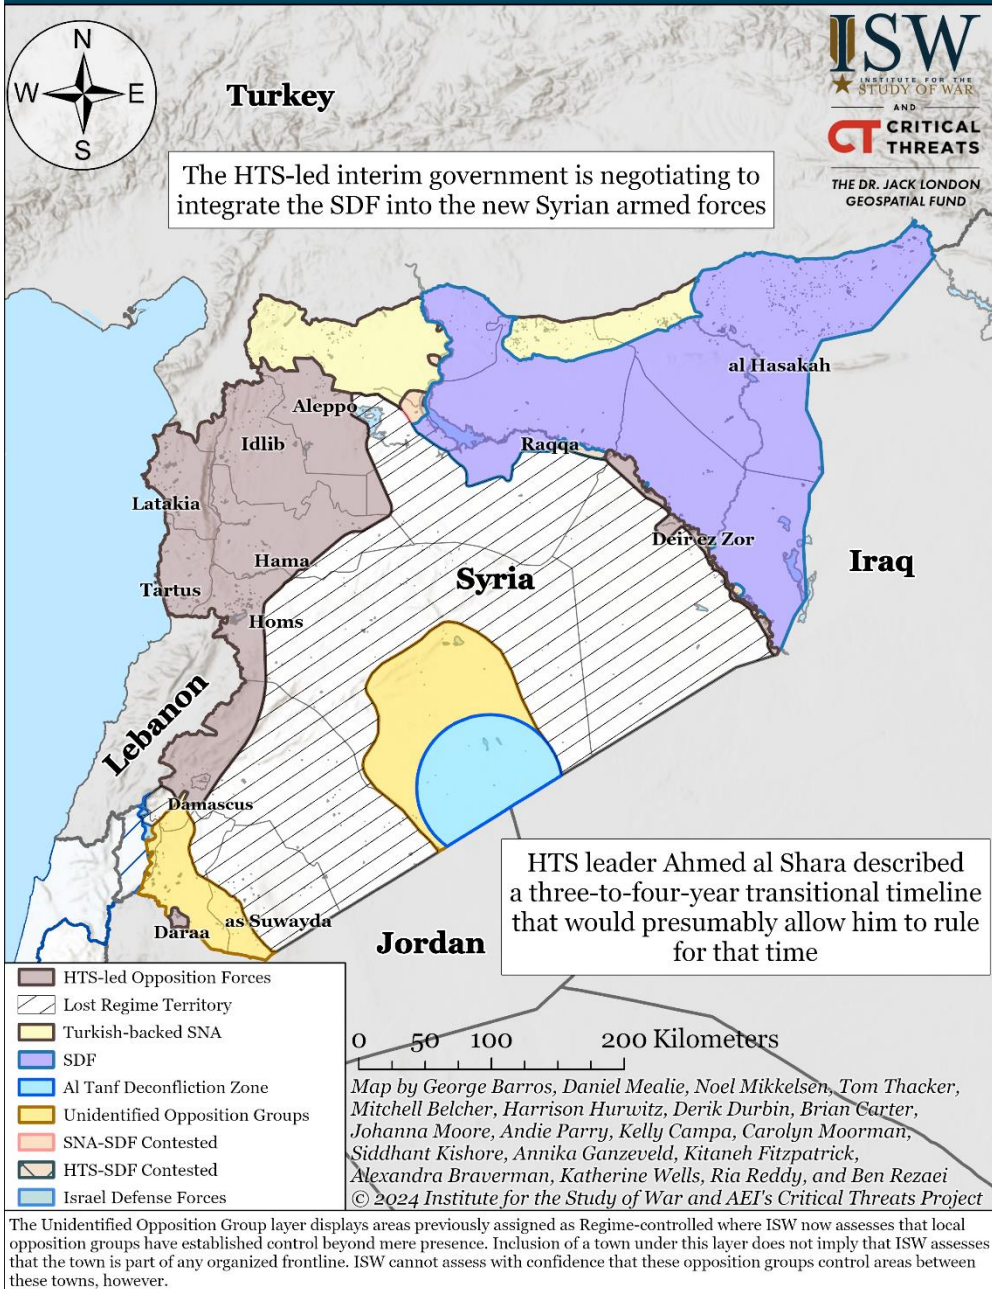 N
W
E
S
ISW
INSTITUTE FOR THE
STUDY OF WAR
AND
CT CRITICAL
THREATS
THE DR. JACK LONDON
GEOSPATIAL FUND
Turkey
The HTS-led interim government is negotiating to
integrate the SDF into the new Syrian armed forces
al Hasakah
Aleppo
Idlib
Raqqa
Latakia
Deir ez Zor
Hama
Iraq
Syria
Tartus
Homs
Lebanon
Damascus
HTS leader Ahmed al Shara described
a three-to-four-year transitional timeline
that would presumably allow him to rule
for that time
as Suwayda
Daraa
Jordan
HTS-led Opposition Forces
Lost Regime Territory
Turkish-backed SNA
SDF
Al Tanf Deconfliction Zone
Unidentified Opposition Groups
SNA-SDF Contested
HTS-SDF Contested
Israel Defense Forces
0 50 100 200 Kilometers
Map by George Barros, Daniel Mealie, Noel Mikkelsen, Tom Thacker,
Mitchell Belcher, Harrison Hurwitz, Derik Durbin, Brian Carter,
Johanna Moore, Andie Parry, Kelly Campa, Carolyn Moorman,
Siddhant Kishore, Annika Ganzeveld, Kitaneh Fitzpatrick,
Alexandra Braverman, Katherine Wells, Ria Reddy, and Ben Rezaei
© 2024 Institute for the Study of War and AEI's Critical Threats Project
The Unidentified Opposition Group layer displays areas previously assigned as Regime-controlled where ISW now assesses that local
opposition groups have established control beyond mere presence. Inclusion of a town under this layer does not imply that ISW assesses
that the town is part of any organized frontline. ISW cannot assess with confidence that these opposition groups control areas between
these towns, however.